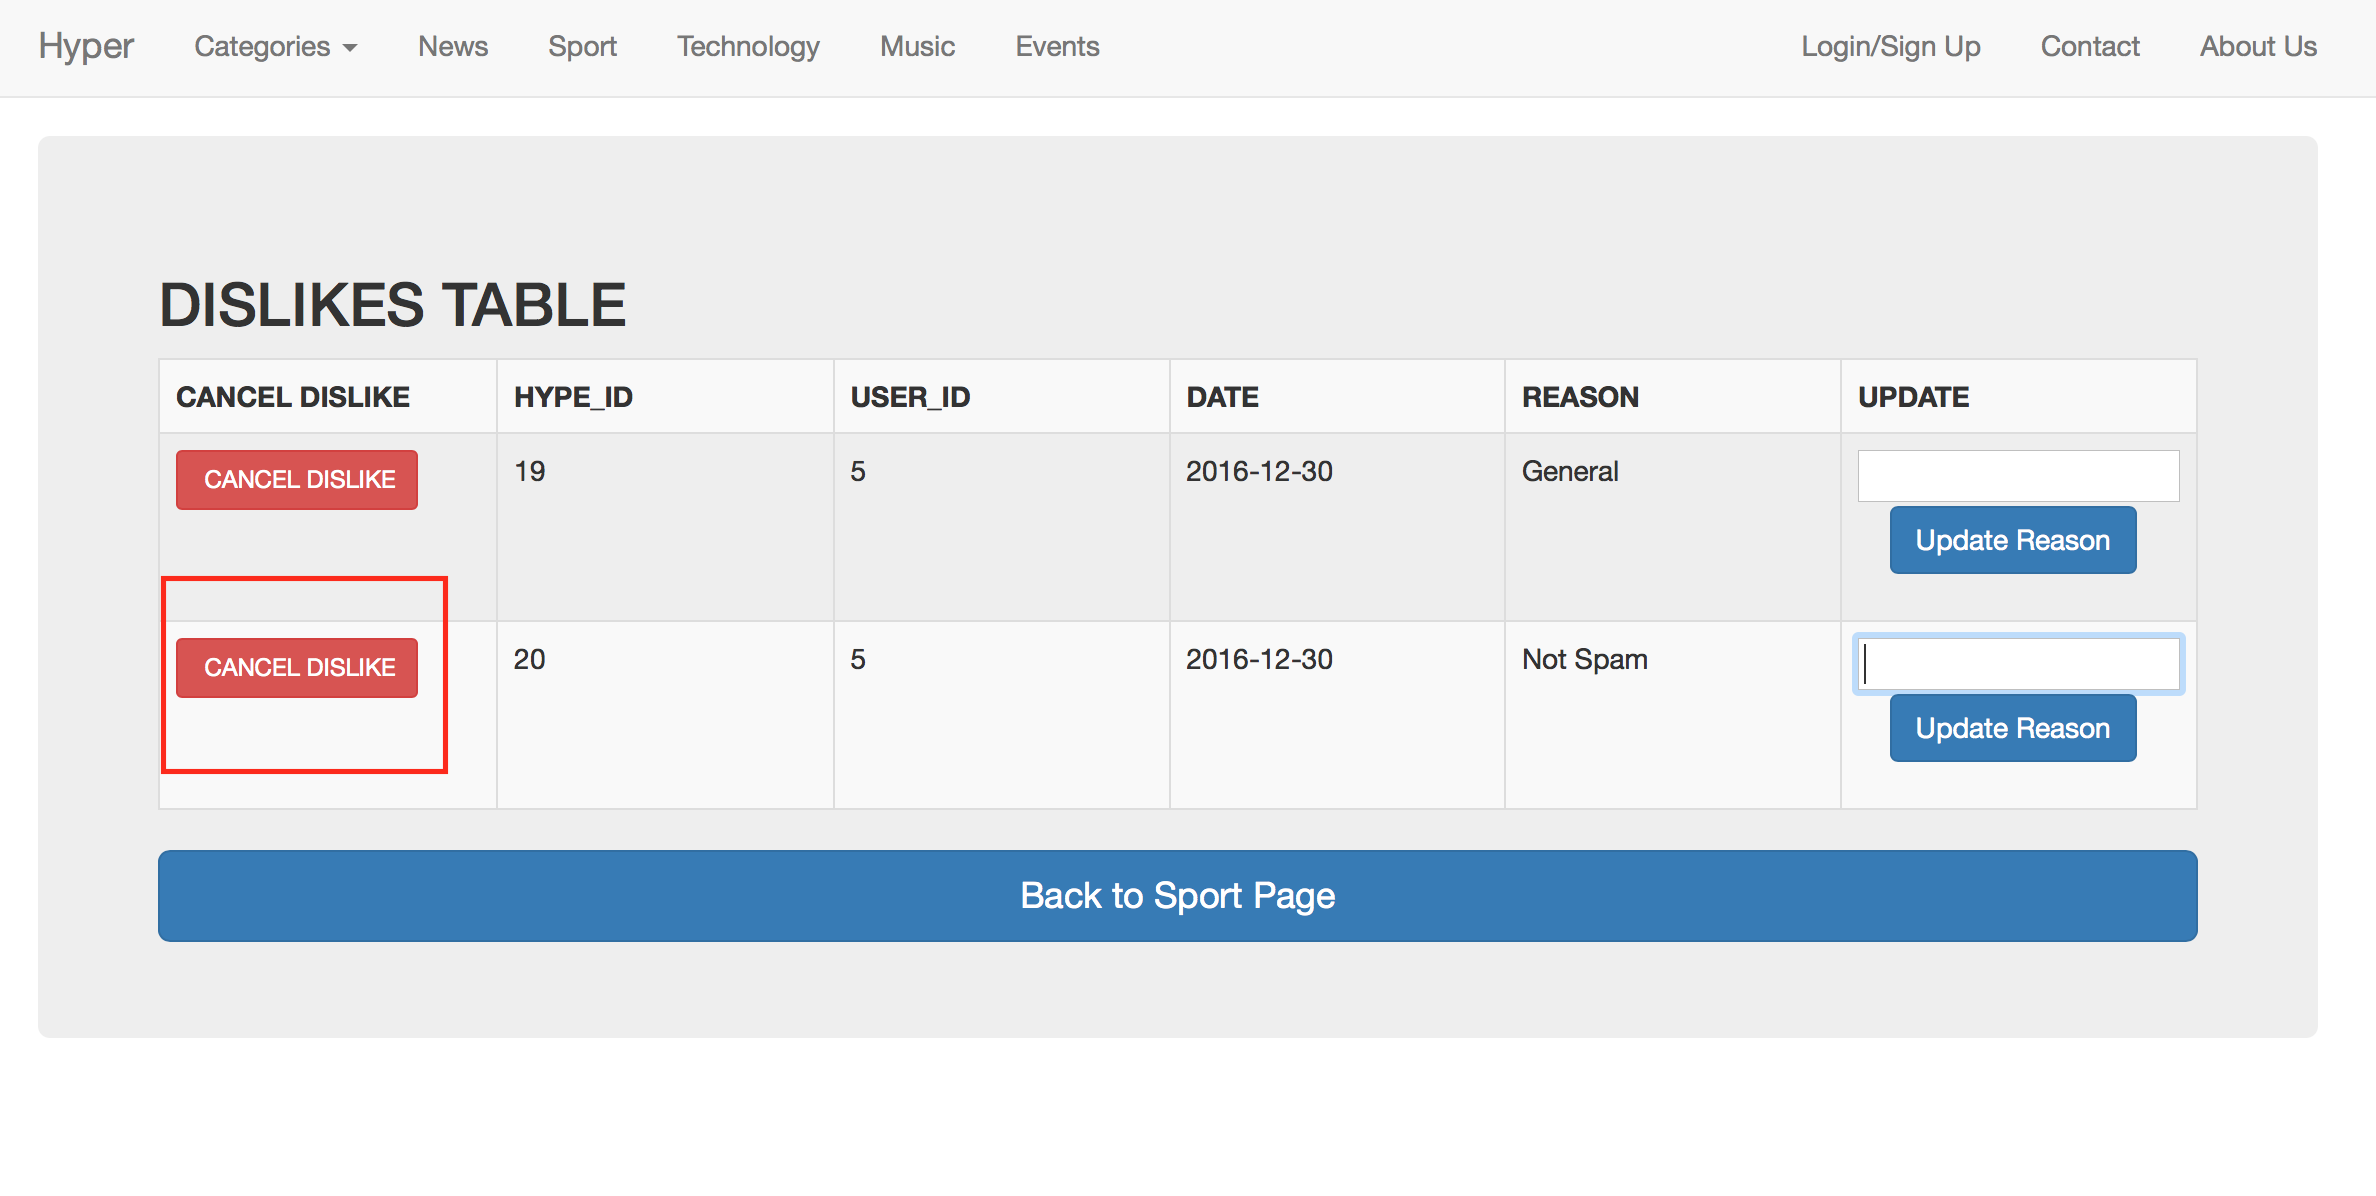 Hyper Categories News Sport Technology Music Events Login/Sign Up Contact About Us
DISLIKES TABLE
CANCEL DISLIKE HYPE_ID USER_ID DATE REASON UPDATE
CANCEL DISLIKE 19 5 2016-12-30 General
Update Reason
CANCEL DISLIKE 20 5 2016-12-30 Not Spam
Update Reason
Back to Sport Page